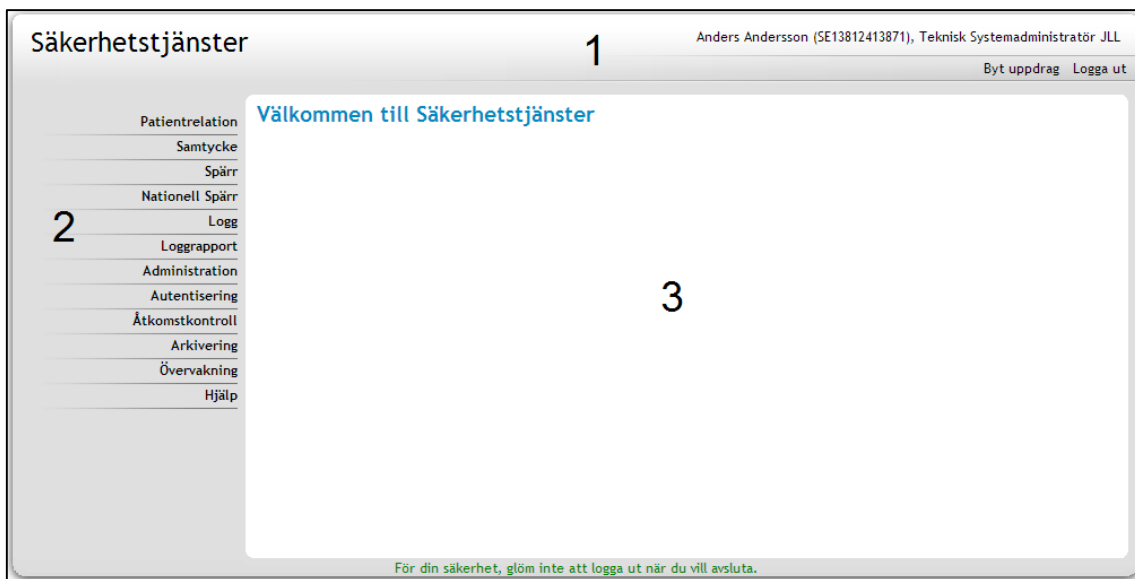 Säkerhetstjänster
1
Anders Andersson (SE13812413871), Teknisk Systemadministratör JLL
Byt uppdrag Logga ut
Patientrelation
Samtycke
Spärr
Nationell Spärr
Logg
Loggrapport
Administration
Autentisering
Åtkomstkontroll
Arkivering
Övervakning
Hjälp
2
Välkommen till Säkerhetstjänster
3
För din säkerhet, glöm inte att logga ut när du vill avsluta.